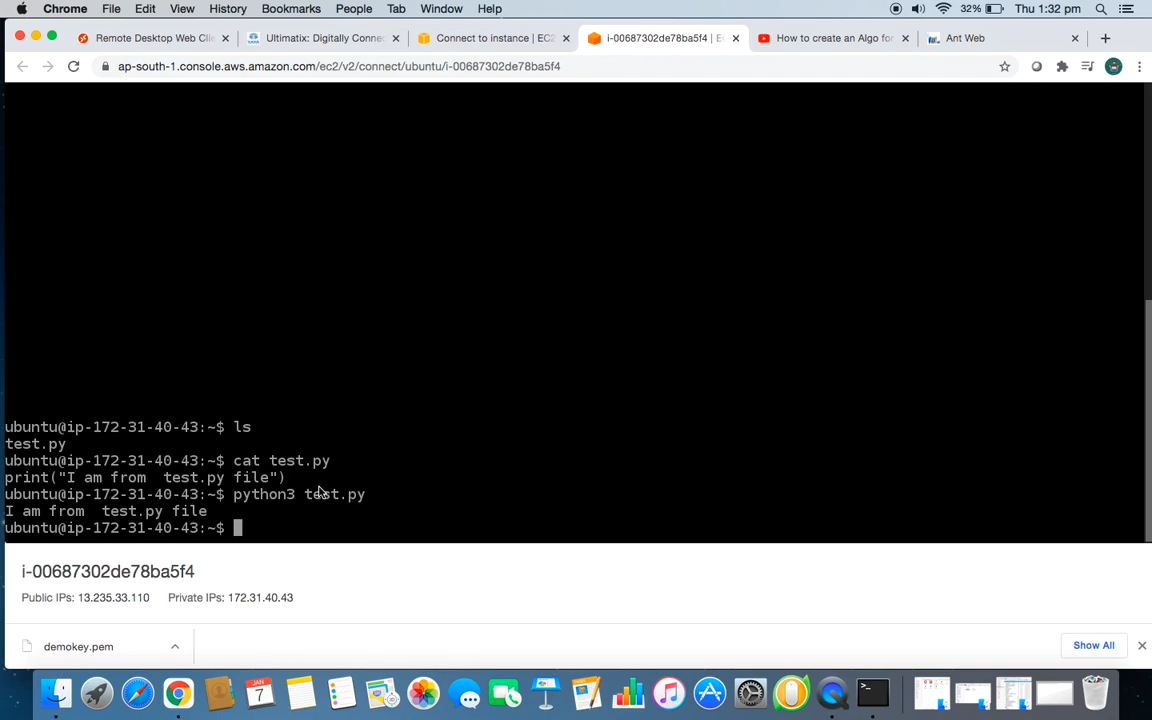 Chrome File Edit View History Bookmarks People Tab Window Help 32% Thu 1:32 pm
Remote Desktop Web Clie Ultimatix: Digitally Connec Connect to instance | EC2 i-00687302de78ba5f4 | EC How to create an Algo for Ant Web
ap-south-1.console.aws.amazon.com/ec2/v2/connect/ubuntu/i-00687302de78ba5f4
ubuntu@ip-172-31-40-43:~$ ls
test.py
ubuntu@ip-172-31-40-43:~$ cat test.py
print("I am from  test.py file")
ubuntu@ip-172-31-40-43:~$ python3 test.py
I am from  test.py file
ubuntu@ip-172-31-40-43:~$
i-00687302de78ba5f4
Public IPs: 13.235.33.110 Private IPs: 172.31.40.43
demokey.pem Show All
JAN
7